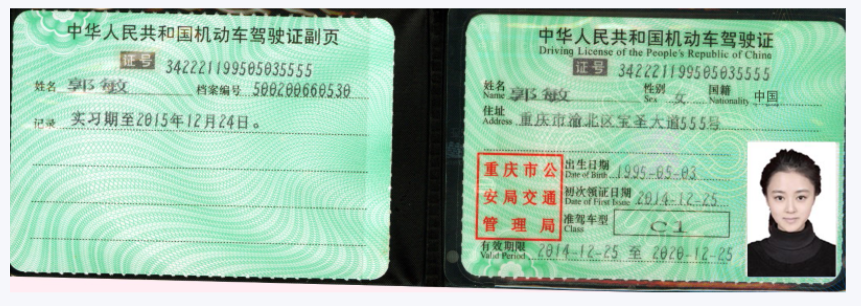 中华人民共和国机动车驾驶证副页
证号 342221199505035555
姓名 郭敏 档案编号 500200660530
记录 实习期至2015年12月24日。
中华人民共和国机动车驾驶证
Driving License of the People's Republic of China
证号 342221199505035555
姓名 郭敏 性别 女 国籍 中国
Name Sex Nationality
住址 重庆市渝北区宝圣大道555号
Address
重庆市公
安局交通
管理局
出生日期 1995-05-03
Date of Birth
初次领证日期 2014-12-25
Date of First Issue
准驾车型 C1
Class
有效期限 2014-12-25 至 2020-12-25
Valid Period